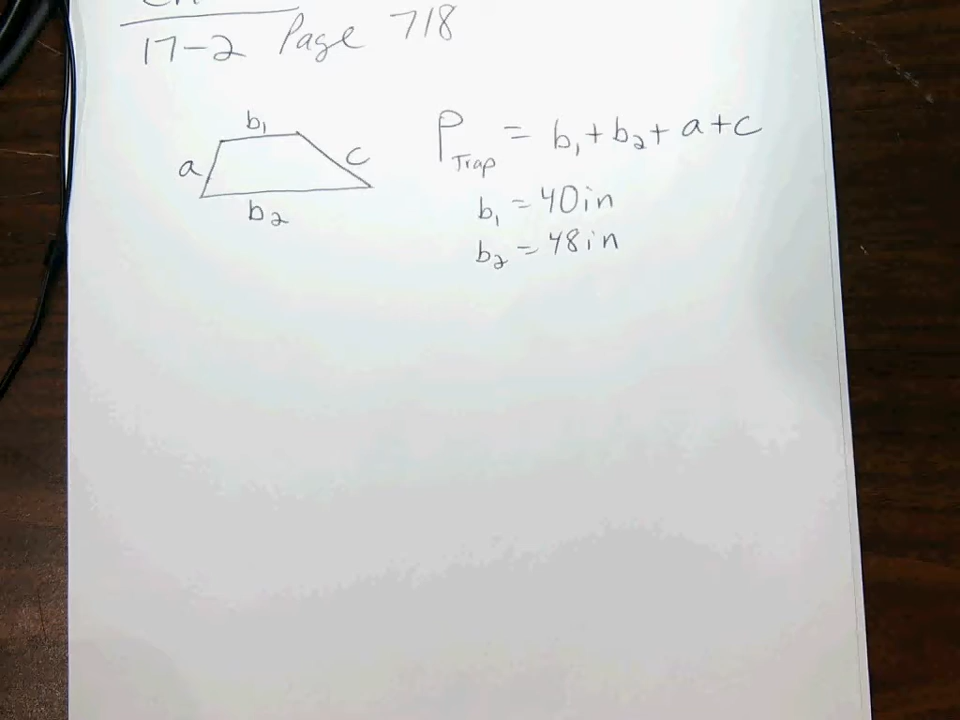 17-2 Page 718
b₁
a
c
b₂
P Trap = b₁ + b₂ + a + c
b₁ = 40in
b₂ = 48in